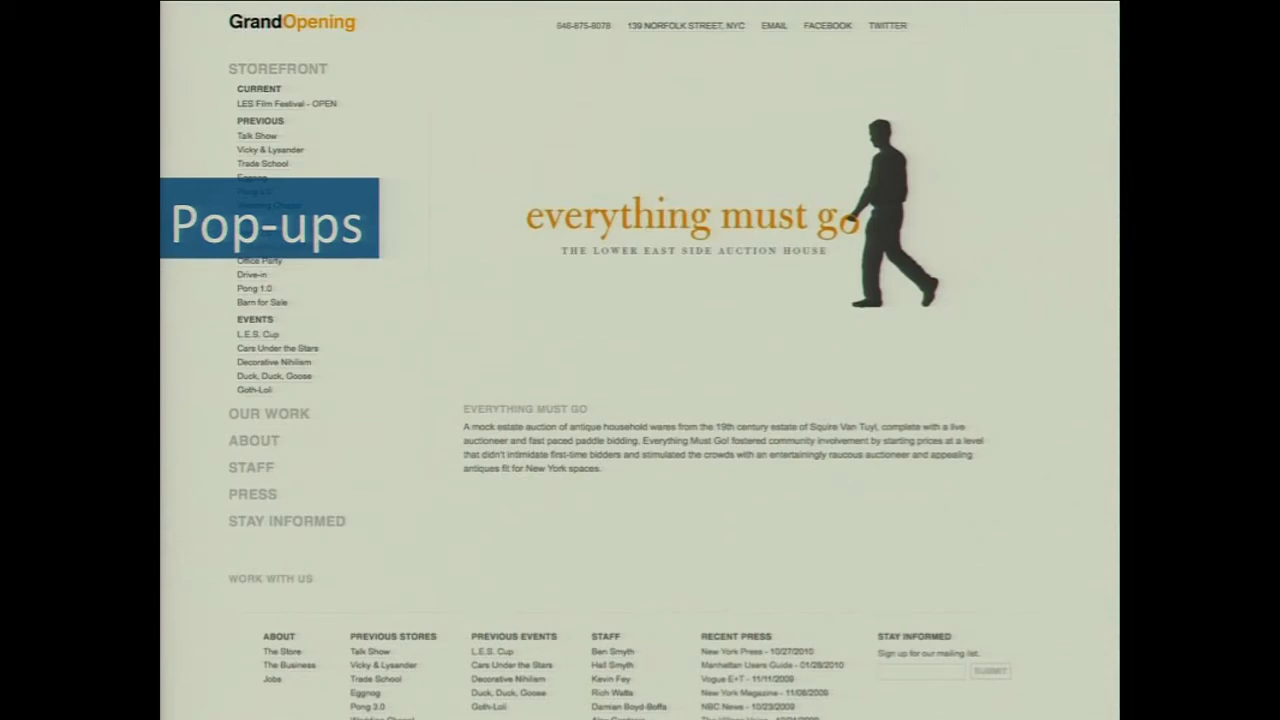 GrandOpening
646-675-8078 139 NORFOLK STREET, NYC EMAIL FACEBOOK TWITTER
STOREFRONT
CURRENT
LES Film Festival - OPEN
PREVIOUS
Talk Show
Vicky & Lysander
Trade School
Eggnog
Pong 3.0
Wedding Chapel
Pop-ups
Office Party
Drive-in
Pong 1.0
Barn for Sale
EVENTS
L.E.S. Cup
Cars Under the Stars
Decorative Nihilism
Duck, Duck, Goose
Goth-Loli
OUR WORK
ABOUT
STAFF
PRESS
STAY INFORMED
WORK WITH US
everything must go
THE LOWER EAST SIDE AUCTION HOUSE
EVERYTHING MUST GO
A mock estate auction of antique household wares from the 19th century estate of Squire Van Tuyl, complete with a live
auctioneer and fast paced paddle bidding, Everything Must Go! fostered community involvement by starting prices at a level
that didn't intimidate first-time bidders and stimulated the crowds with an entertainingly raucous auctioneer and appealing
antiques fit for New York spaces.
ABOUT
The Store
The Business
Jobs
PREVIOUS STORES
Talk Show
Vicky & Lysander
Trade School
Eggnog
Pong 3.0
Wedding Chapel
PREVIOUS EVENTS
L.E.S. Cup
Cars Under the Stars
Decorative Nihilism
Duck, Duck, Goose
Goth-Loli
STAFF
Ben Smyth
Hall Smyth
Kevin Fey
Rich Watts
Damian Boyd-Boffa
RECENT PRESS
New York Press - 10/27/2010
Manhattan Users Guide - 01/28/2010
Vogue E+T - 11/11/2009
New York Magazine - 11/08/2009
NBC News - 10/23/2009
STAY INFORMED
Sign up for our mailing list.
SUBMIT